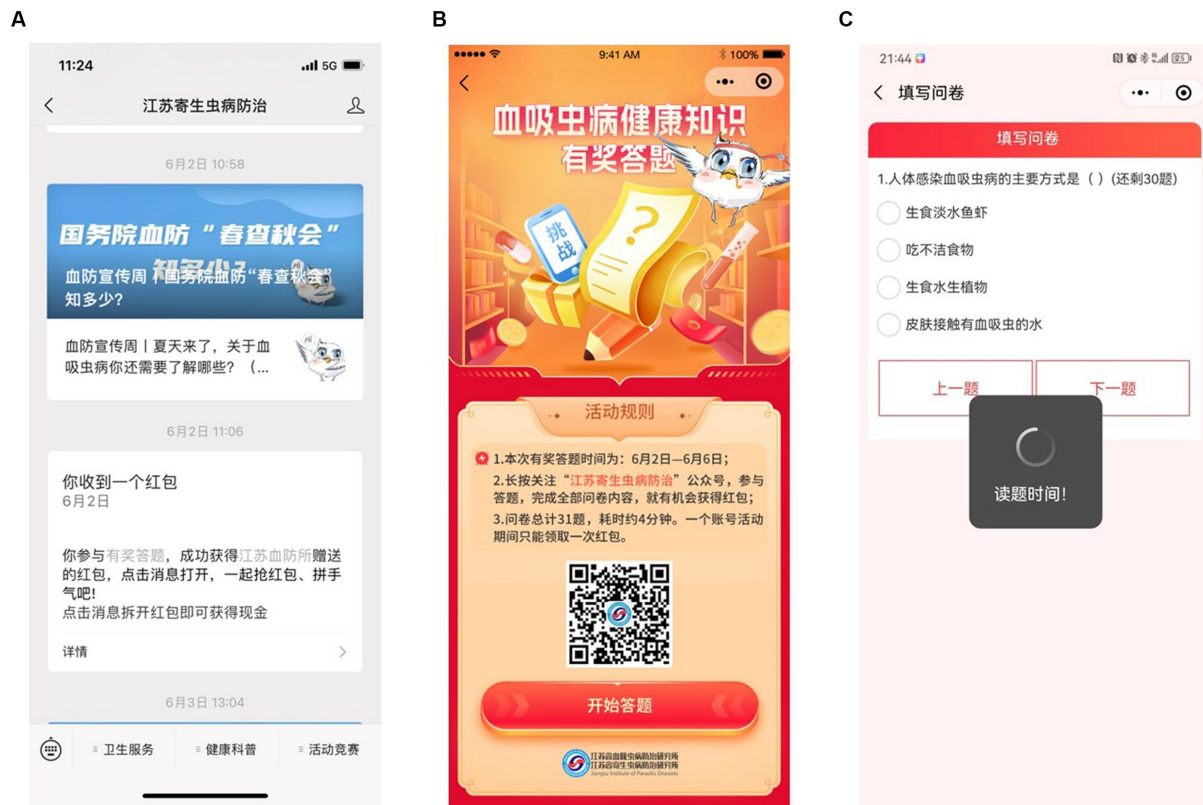 A
11:24
5G
江苏寄生虫病防治
6月2日 10:58
国务院血防“春查秋会”
知多少?
血防宣传周丨国务院血防“春查秋会”
知多少?
血防宣传周丨夏天来了，关于血
吸虫病你还需要了解哪些？（...
Hi
6月2日 11:06
你收到一个红包
6月2日
你参与有奖答题，成功获得江苏血防所赠送
的红包，点击消息打开，一起抢红包、拼手
气吧!
点击消息拆开红包即可获得现金
详情
6月3日 13:04
卫生服务
健康科普
活动竞赛
B
9:41 AM
100%
血吸虫病健康知识
有奖答题
挑战
?
活动规则
1.本次有奖答题时间为：6月2日—6月6日；
2.长按关注“江苏寄生虫病防治”公众号，参与
答题，完成全部问卷内容，就有机会获得红包；
3.问卷总计31题，耗时约4分钟。一个账号活动
期间只能领取一次红包。
开始答题
江苏省血吸虫病防治研究所
江苏省寄生虫病防治研究所
Jiangsu Institute of Parasitic Diseases
C
21:44
填写问卷
填写问卷
1.人体感染血吸虫病的主要方式是（ ）(还剩30题)
生食淡水鱼虾
吃不洁食物
生食水生植物
皮肤接触有血吸虫的水
上一题
下一题
读题时间!